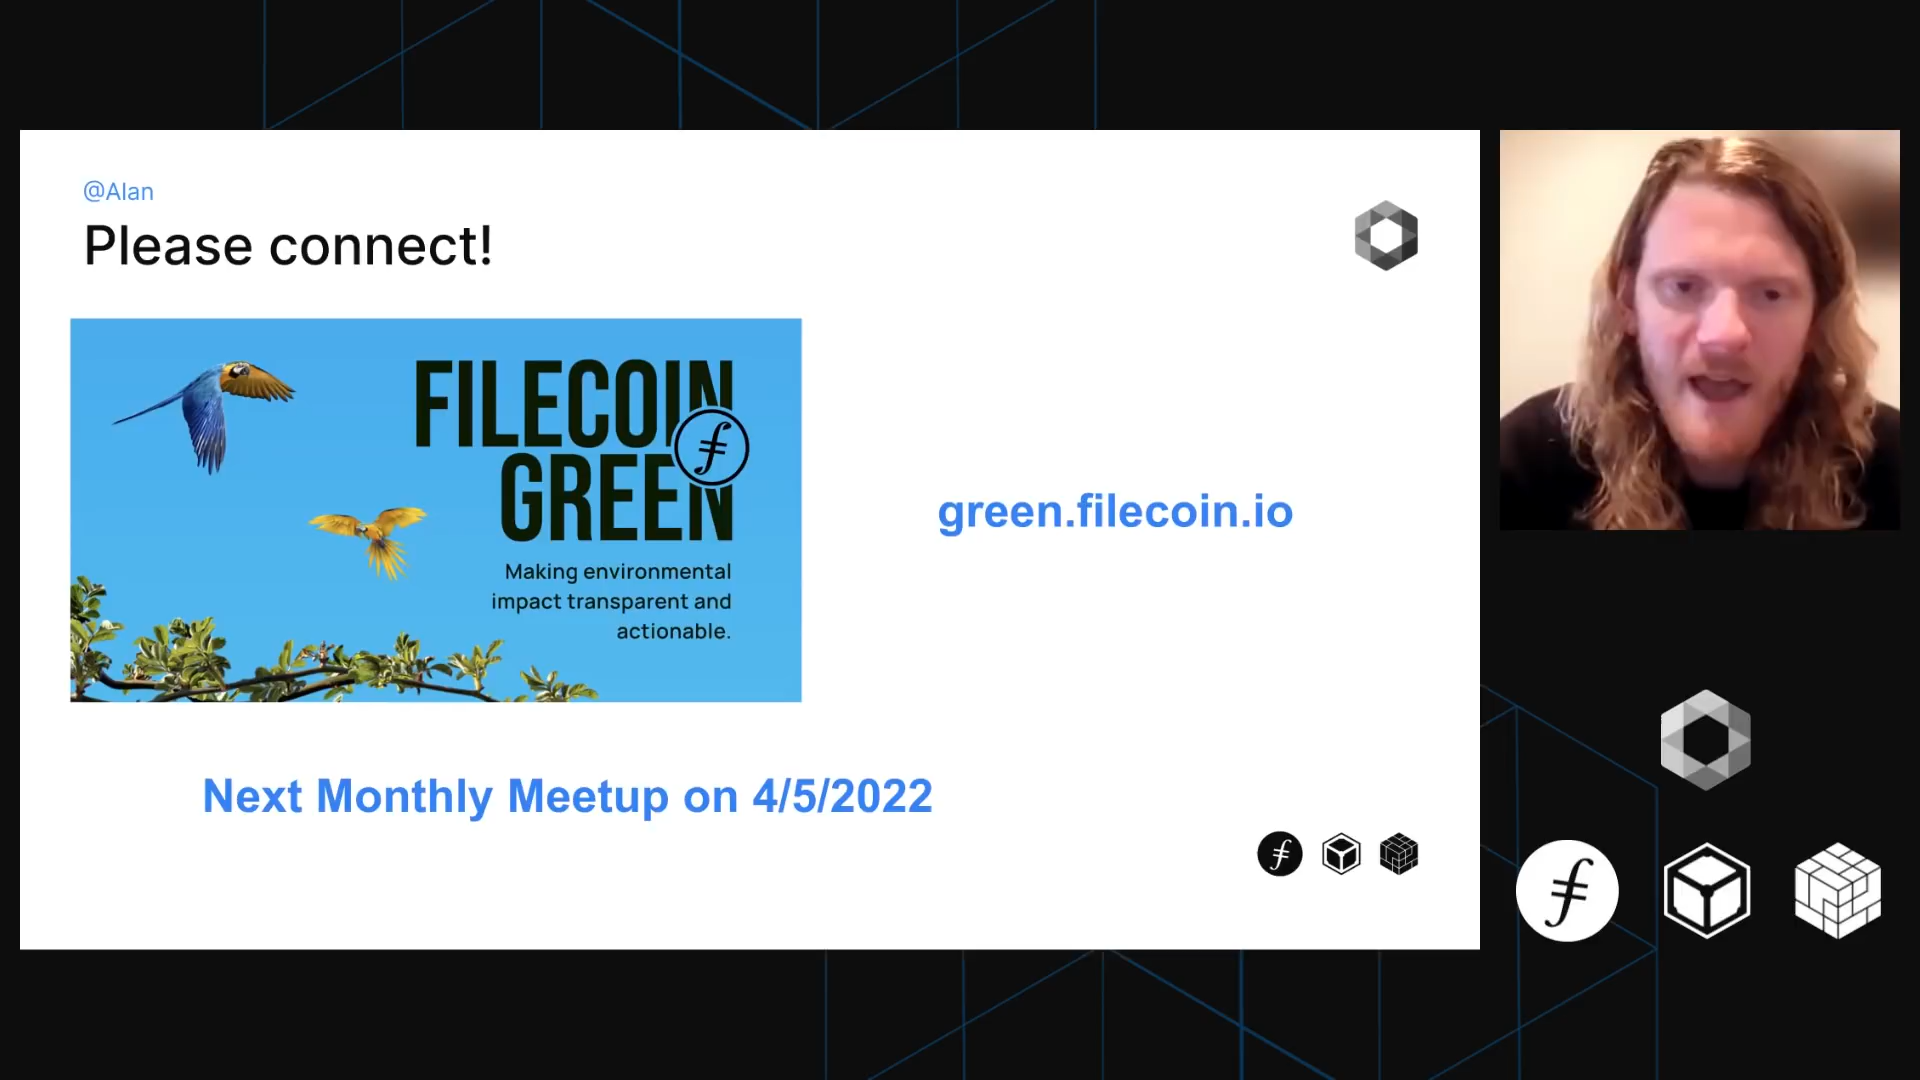 @Alan
Please connect!
FILECOIN
GREEN
Making environmental
impact transparent and
actionable.
green.filecoin.io
Next Monthly Meetup on 4/5/2022